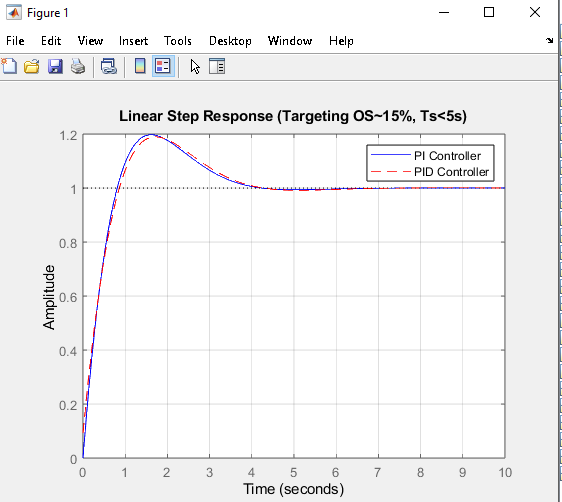 Figure 1
File Edit View Insert Tools Desktop Window Help
Linear Step Response (Targeting OS~15%, Ts<5s)
1.2
PI Controller
PID Controller
1
0.8
0.6
0.4
0.2
0
Amplitude
0 1 2 3 4 5 6 7 8 9 10
Time (seconds)